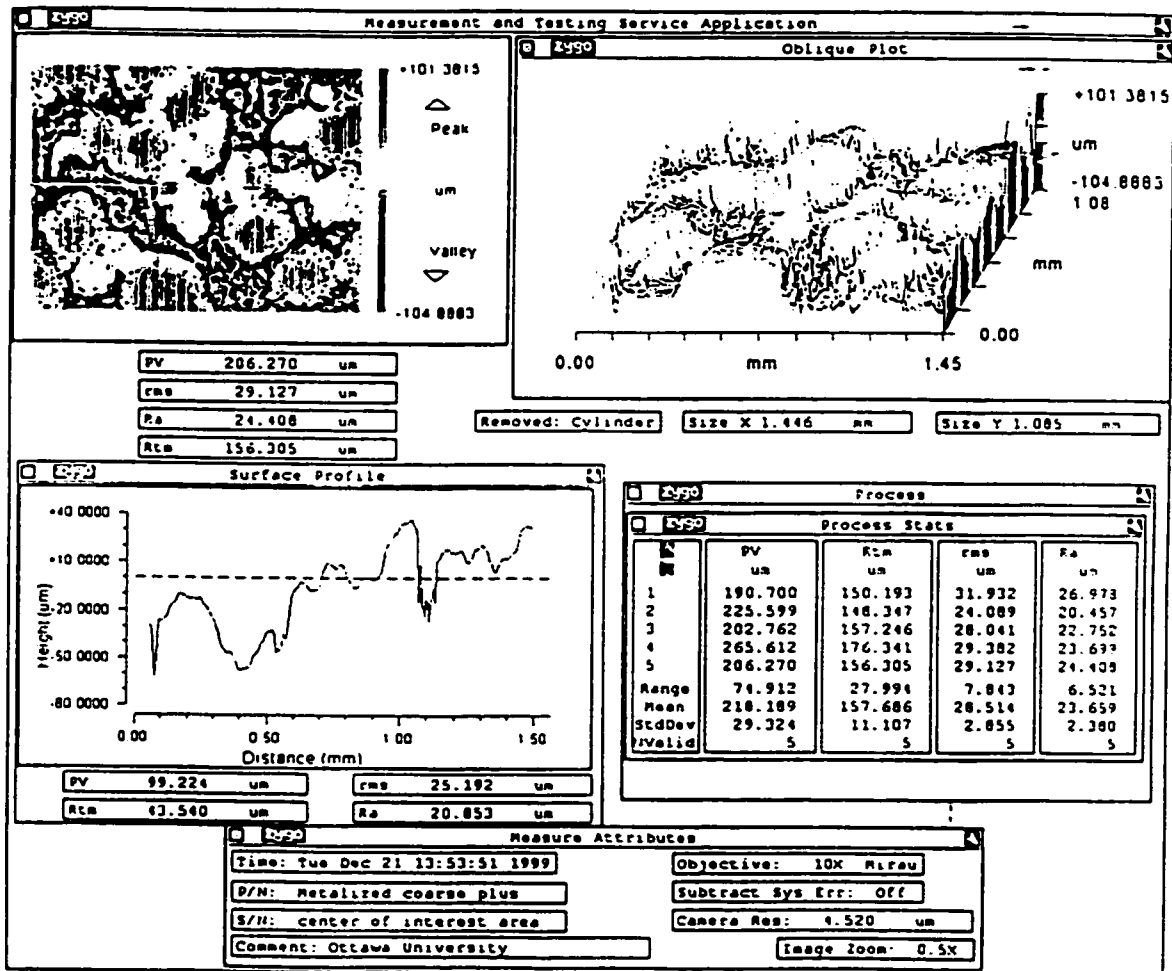 zygo Measurement and Testing Service Application
+101.3815
Peak
um
Valley
-104.8883
zygo Oblique Plot
+101.3815
um
-104.8883
1.08
mm
0.00
0.00 mm 1.45
PV 206.270 um
rms 29.127 um
Ra 24.408 um
Rtm 156.305 um
Removed: Cylinder Size X 1.446 mm Size Y 1.085 mm
zygo Surface Profile
+40.0000
+10.0000
-20.0000
-50.0000
-80.0000
Height (um)
0.00 0.50 1.00 1.50
Distance (mm)
PV 99.224 um rms 25.192 um
Rtm 43.540 um Ra 20.853 um
zygo Process
zygo Process Stats
PV Rtm rms Ra
um um um um
1 190.700 150.193 31.932 26.978
2 225.599 148.347 24.089 20.457
3 202.762 157.246 28.041 22.752
4 265.612 176.341 29.382
5 206.270 156.305 29.127 24.408
Range 74.912 27.994 7.843 6.521
Mean 218.189 157.686 28.514 23.659
StdDev 29.324 11.107 2.855 2.380
#Valid 5 5 5 5
zygo Measure Attributes
Time: Tue Dec 21 13:53:51 1999 Objective: 10X Mirau
P/N: Metalized coarse plus Subtract Sys Err: Off
S/N: center of interest area Camera Res: 4.520 um
Comment: Ottawa University Image Zoom: 0.5X